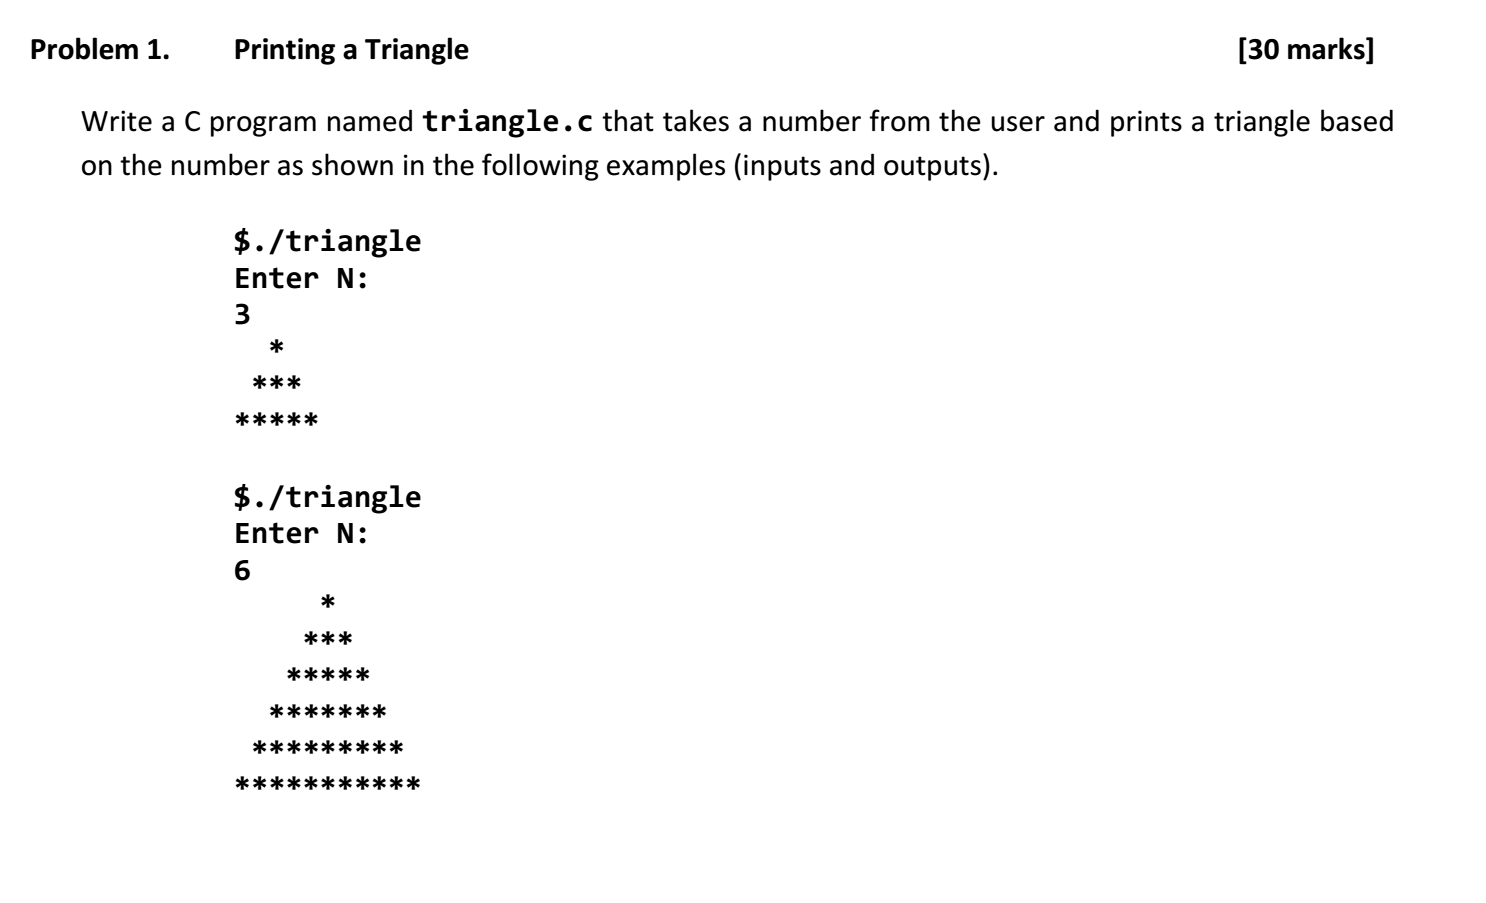 Problem 1. Printing a Triangle [30 marks]
Write a C program named triangle.c that takes a number from the user and prints a triangle based
on the number as shown in the following examples (inputs and outputs).
$./triangle
Enter N:
3
  *
 ***
*****
$./triangle
Enter N:
6
     *
    ***
   *****
  *******
 *********
***********